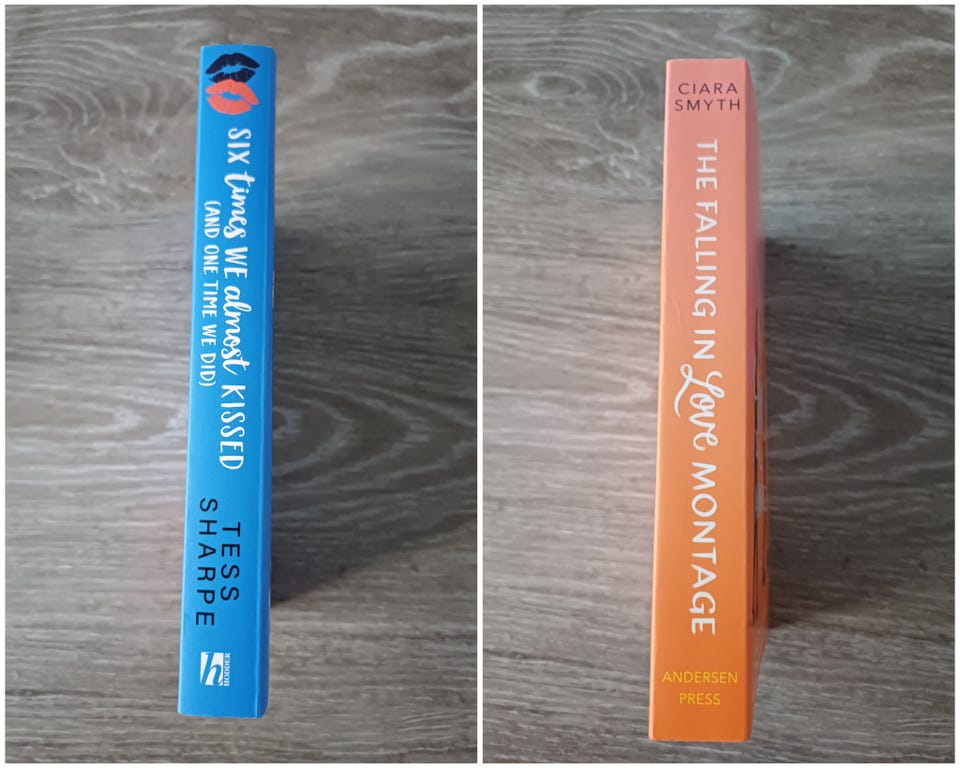 SIX times WE almost KISSED
(AND ONE TIME WE DID)
TESS
SHARPE
h
HODDER
CIARA
SMYTH
THE FALLING IN Love MONTAGE
ANDERSEN
PRESS